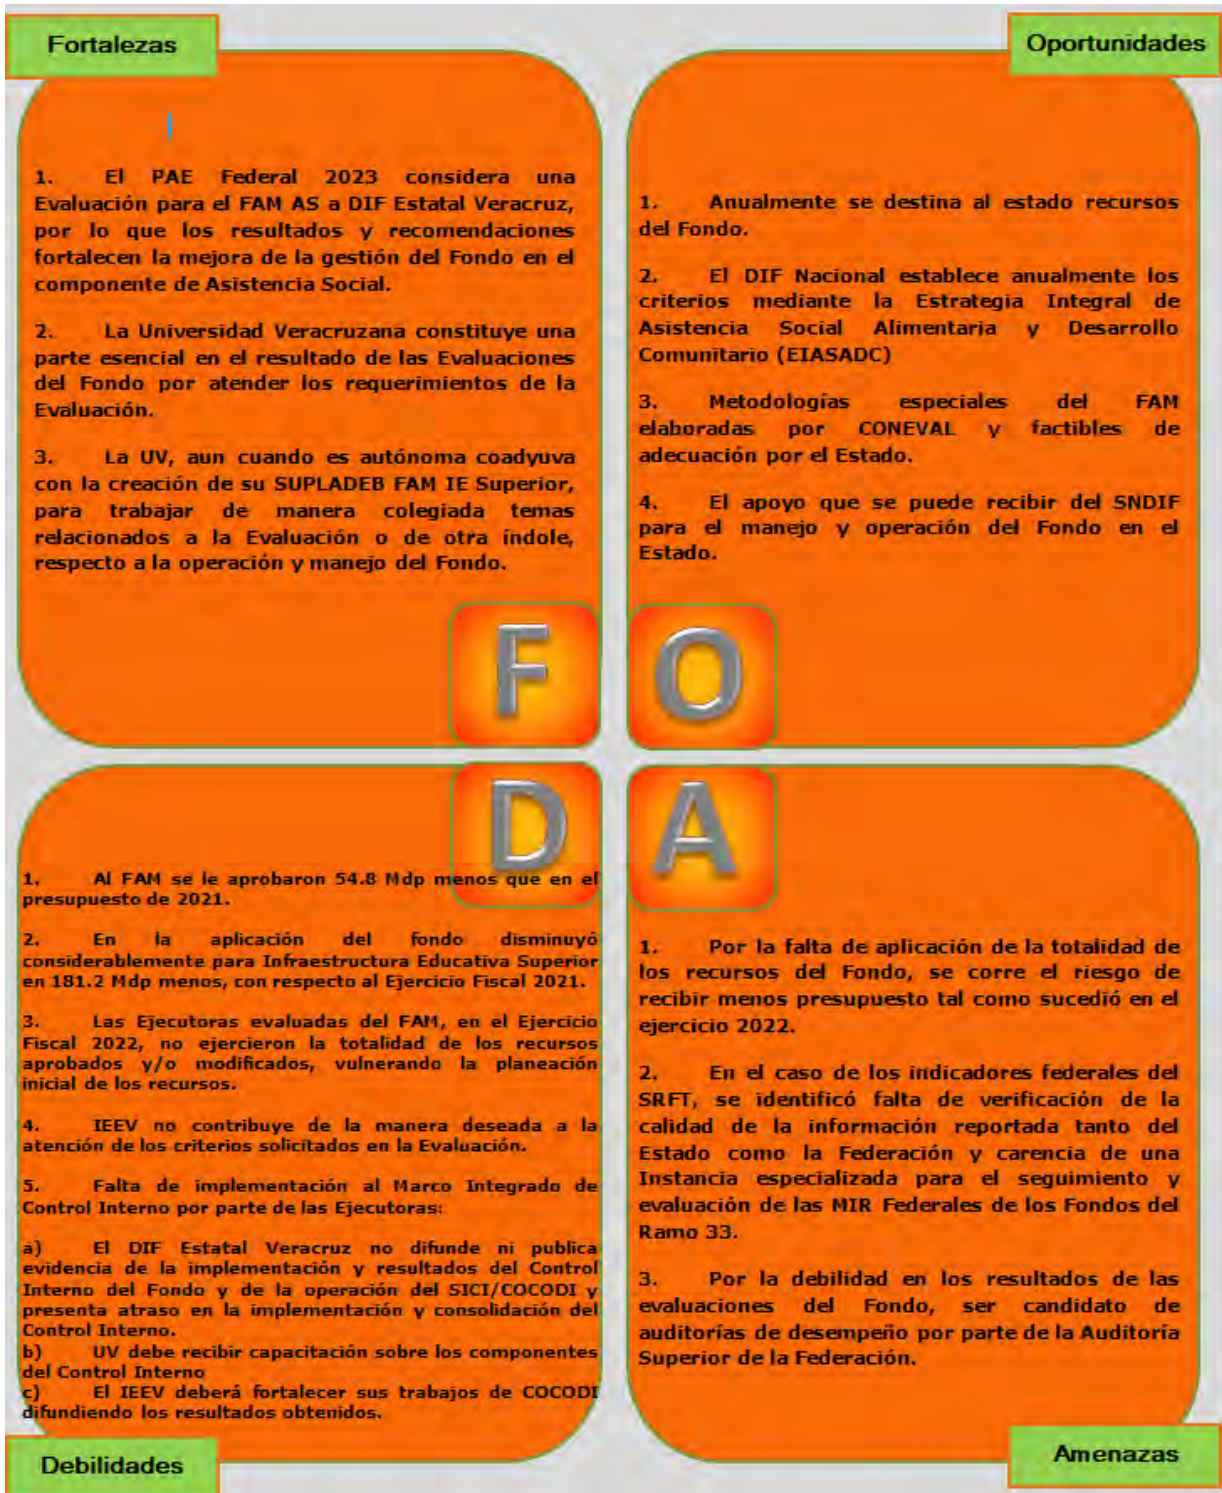 Fortalezas
1. El PAE Federal 2023 considera una
Evaluación para el FAM AS a DIF Estatal Veracruz,
por lo que los resultados y recomendaciones
fortalecen la mejora de la gestión del Fondo en el
componente de Asistencia Social.
2. La Universidad Veracruzana constituye una
parte esencial en el resultado de las Evaluaciones
del Fondo por atender los requerimientos de la
Evaluación.
3. La UV, aun cuando es autónoma coadyuva
con la creación de su SUPLADEB FAM IE Superior,
para trabajar de manera colegiada temas
relacionados a la Evaluación o de otra índole,
respecto a la operación y manejo del Fondo.
F
Oportunidades
1. Anualmente se destina al estado recursos
del Fondo.
2. El DIF Nacional establece anualmente los
criterios mediante la Estrategia Integral de
Asistencia Social Alimentaria y Desarrollo
Comunitario (EIASADC)
3. Metodologías especiales del FAM
elaboradas por CONEVAL y factibles de
adecuación por el Estado.
4. El apoyo que se puede recibir del SNDIF
para el manejo y operación del Fondo en el
Estado.
O
D
1. Al FAM se le aprobaron 54.8 Mdp menos que en el
presupuesto de 2021.
2. En la aplicación del fondo disminuyó
considerablemente para Infraestructura Educativa Superior
en 181.2 Mdp menos, con respecto al Ejercicio Fiscal 2021.
3. Las Ejecutoras evaluadas del FAM, en el Ejercicio
Fiscal 2022, no ejercieron la totalidad de los recursos
aprobados y/o modificados, vulnerando la planeación
inicial de los recursos.
4. IEEV no contribuye de la manera deseada a la
atención de los criterios solicitados en la Evaluación.
5. Falta de implementación al Marco Integrado de
Control Interno por parte de las Ejecutoras:
a) El DIF Estatal Veracruz no difunde ni publica
evidencia de la implementación y resultados del Control
Interno del Fondo y de la operación del SICI/COCODI y
presenta atraso en la implementación y consolidación del
Control Interno.
b) UV debe recibir capacitación sobre los componentes
del Control Interno
c) El IEEV deberá fortalecer sus trabajos de COCODI
difundiendo los resultados obtenidos.
Debilidades
A
1. Por la falta de aplicación de la totalidad de
los recursos del Fondo, se corre el riesgo de
recibir menos presupuesto tal como sucedió en el
ejercicio 2022.
2. En el caso de los indicadores federales del
SRFT, se identificó falta de verificación de la
calidad de la información reportada tanto del
Estado como la Federación y carencia de una
Instancia especializada para el seguimiento y
evaluación de las MIR Federales de los Fondos del
Ramo 33.
3. Por la debilidad en los resultados de las
evaluaciones del Fondo, ser candidato de
auditorías de desempeño por parte de la Auditoría
Superior de la Federación.
Amenazas